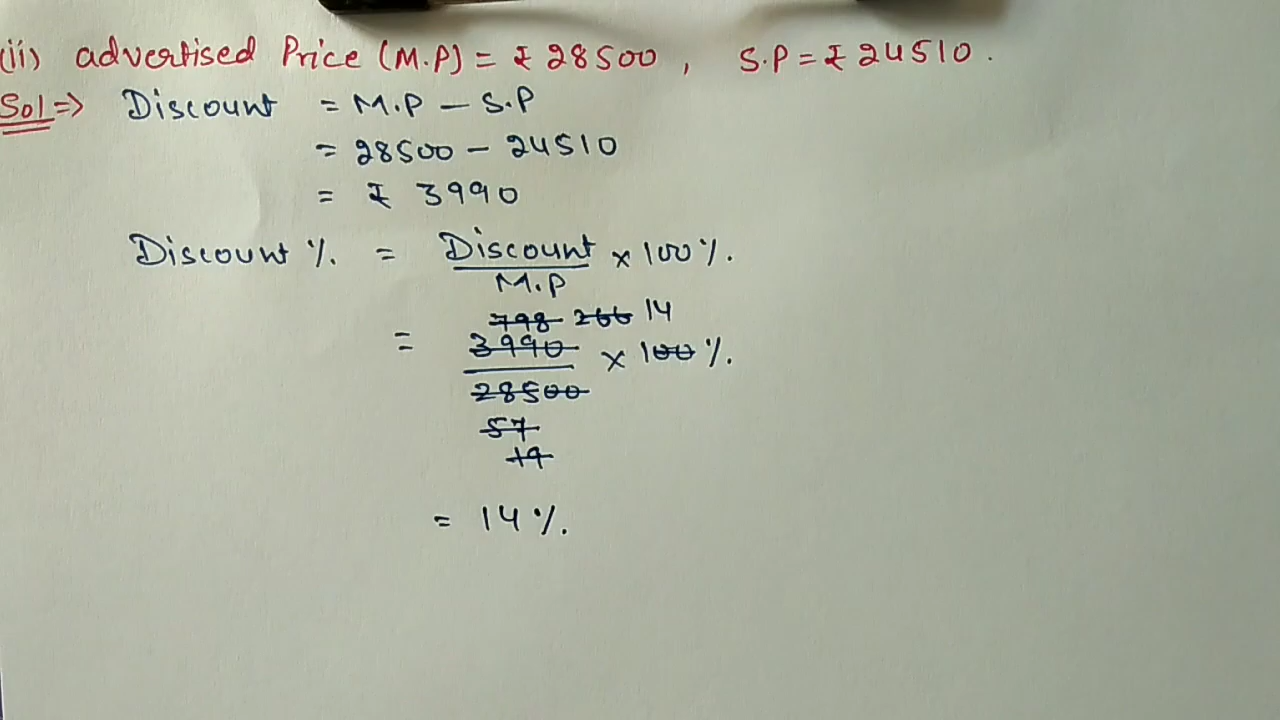 (ii) advertised Price (M.P) = ₹ 28500 , S.P = ₹ 24510 .
Sol => Discount = M.P - S.P
= 28500 - 24510
= ₹ 3990
Discount % = Discount × 100 %.
M.P
798 266 14
= 3990 × 100 %.
28500
57
19
= 14 %.